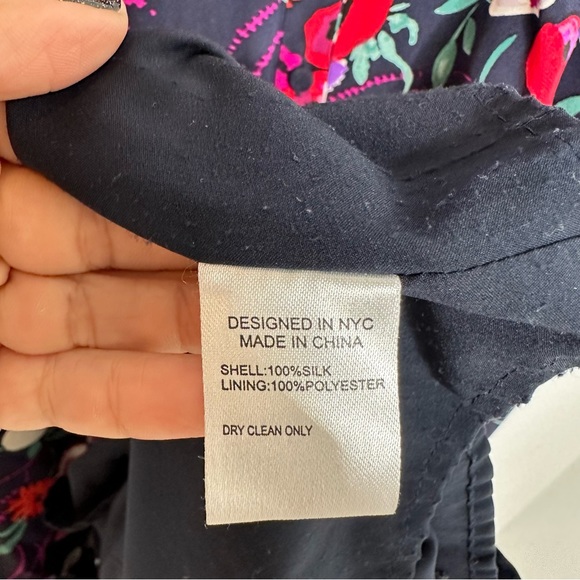 DESIGNED IN NYC
MADE IN CHINA
SHELL:100%SILK
LINING:100%POLYESTER
DRY CLEAN ONLY